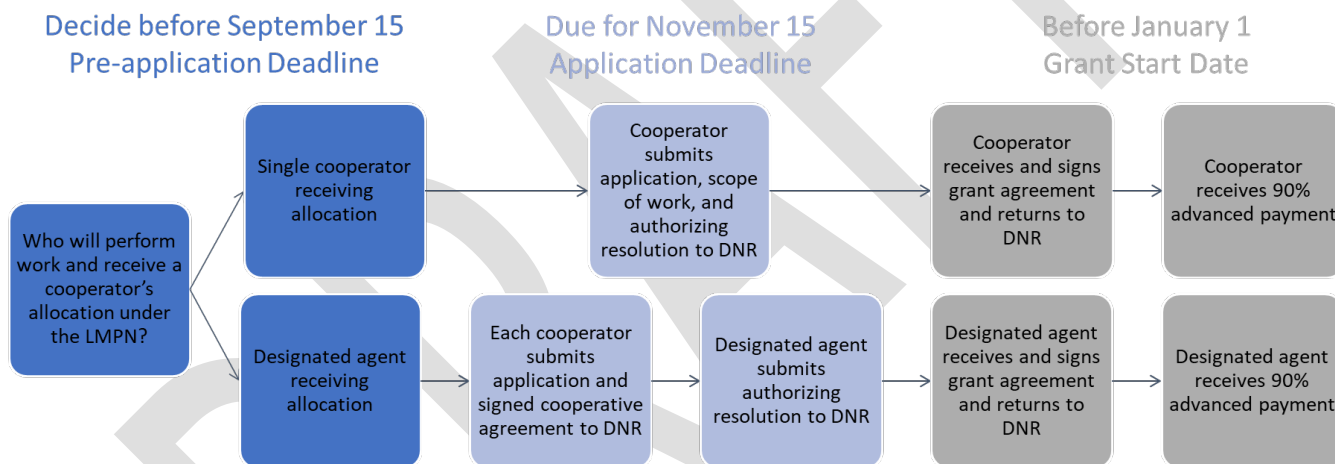 Decide before September 15
Pre-application Deadline
Due for November 15
Application Deadline
Before January 1
Grant Start Date
Who will perform
work and receive a
cooperator's
allocation under
the LMPN?
Single cooperator
receiving
allocation
Cooperator
submits
application, scope
of work, and
authorizing
resolution to DNR
Cooperator
receives and signs
grant agreement
and returns to
DNR
Cooperator
receives 90%
advanced payment
Designated agent
receiving
allocation
Each cooperator
submits
application and
signed cooperative
agreement to DNR
Designated agent
submits
authorizing
resolution to DNR
Designated agent
receives and signs
grant agreement
and returns to
DNR
Designated agent
receives 90%
advanced payment
DRAFT